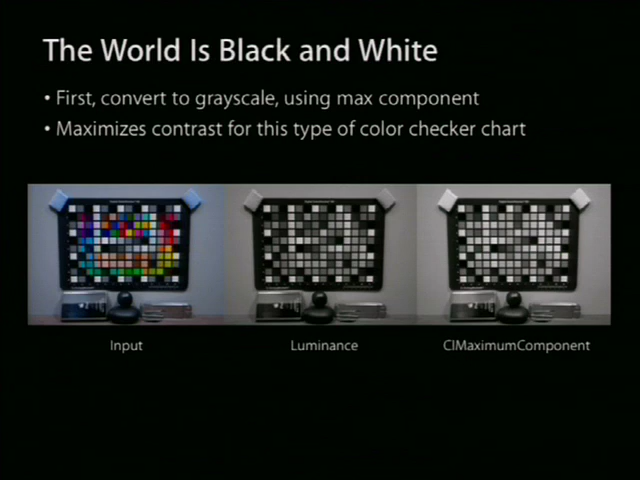 The World Is Black and White
• First, convert to grayscale, using max component
• Maximizes contrast for this type of color checker chart
Input
Luminance
CIMaximumComponent